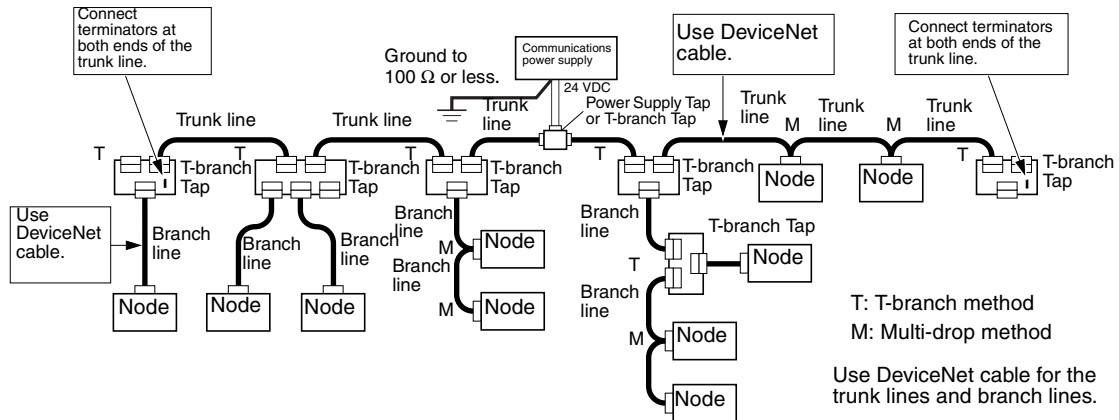 Connect
terminators at
both ends of the
trunk line.
Ground to
100 Ω or less.
Communications
power supply
24 VDC
Use DeviceNet
cable.
Connect terminators
at both ends of the
trunk line.
Power Supply Tap
or T-branch Tap
Trunk line
Trunk line
Trunk
line
Trunk
line
M
Trunk
line
M
Trunk
line
T
T
T
T
T
T-branch
Tap
T-branch
Tap
T-branch
Tap
T-branch
Tap
T-branch
Tap
Node
Node
Use
DeviceNet
cable.
Branch
line
Branch
line
Branch
line
Branch
line
M
Node
Branch
line
M
Node
Branch
line
T-branch Tap
T
Node
Branch
line
M
Node
Node
Node
Node
Node
T: T-branch method
M: Multi-drop method
Use DeviceNet cable for the
trunk lines and branch lines.